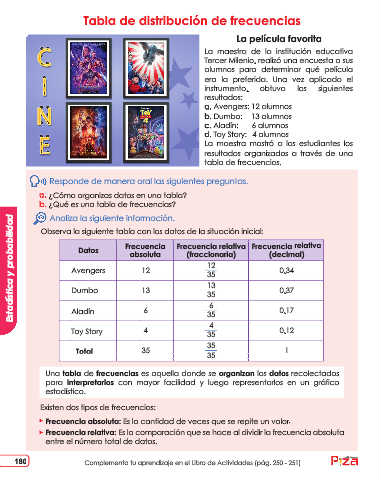 Tabla de distribución de frecuencias
CINE
La película favorita
La maestra de la institución educativa
Tercer Milenio, realizó una encuesta a sus
alumnos para determinar qué película
era la preferida. Una vez aplicado el
instrumento, obtuvo los siguientes
resultados:
a. Avengers: 12 alumnos
b. Dumbo: 13 alumnos
c. Aladín: 6 alumnos
d. Toy Story: 4 alumnos
La maestra mostró a los estudiantes los
resultados organizados a través de una
tabla de frecuencias.
Responde de manera oral las siguientes preguntas.
a. ¿Cómo organizas datos en una tabla?
b. ¿Qué es una tabla de frecuencias?
Analiza la siguiente información.
Observa la siguiente tabla con los datos de la situación inicial:
Datos Frecuencia absoluta Frecuencia relativa (fraccionaria) Frecuencia relativa (decimal)
Avengers 12 12/35 0,34
Dumbo 13 13/35 0,37
Aladín 6 6/35 0,17
Toy Story 4 4/35 0,12
Total 35 35/35 1
Una tabla de frecuencias es aquella donde se organizan los datos recolectados
para interpretarlos con mayor facilidad y luego representarlos en un gráfico
estadístico.
Existen dos tipos de frecuencias:
Frecuencia absoluta: Es la cantidad de veces que se repite un valor.
Frecuencia relativa: Es la comparación que se hace al dividir la frecuencia absoluta
entre el número total de datos.
Estadística y probabilidad
180
Complementa tu aprendizaje en el Libro de Actividades (pág. 250 - 251)